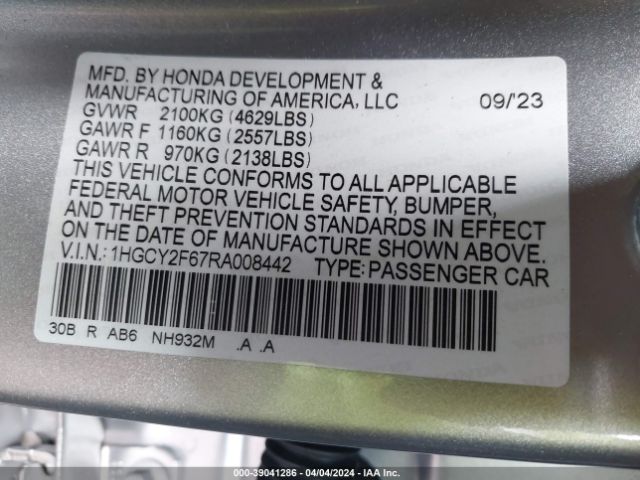 MFD. BY HONDA DEVELOPMENT &
MANUFACTURING OF AMERICA, LLC 09/'23
GVWR 2100KG (4629LBS)
GAWR F 1160KG (2557LBS)
GAWR R 970KG (2138LBS)
THIS VEHICLE CONFORMS TO ALL APPLICABLE
FEDERAL MOTOR VEHICLE SAFETY, BUMPER,
AND THEFT PREVENTION STANDARDS IN EFFECT
ON THE DATE OF MANUFACTURE SHOWN ABOVE.
V.I.N.: 1HGCY2F67RA008442 TYPE: PASSENGER CAR
30B R AB6 NH932M .A .A
000-39041286 - 04/04/2024 - IAA Inc.